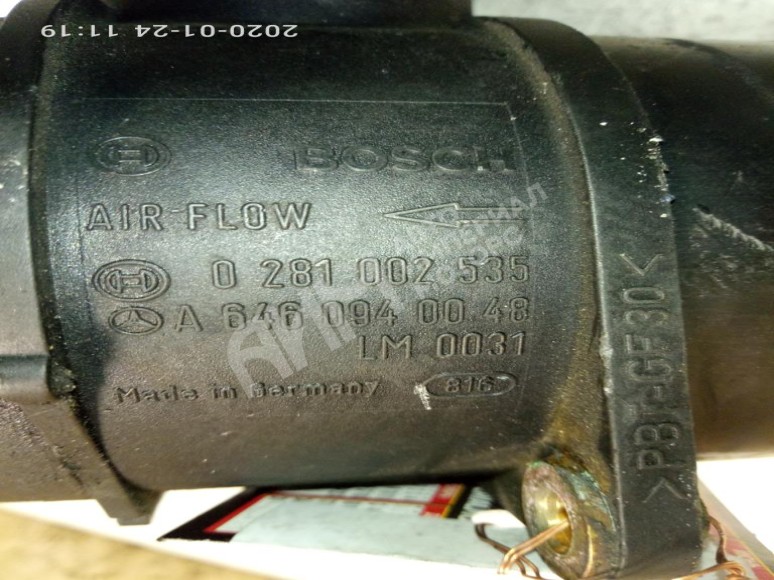 2020-01-24 11:19
BOSCH
AIR FLOW
0 281 002 535
A 646 094 00 48
LM 0031
Made in Germany 816
>PBT-GF30<